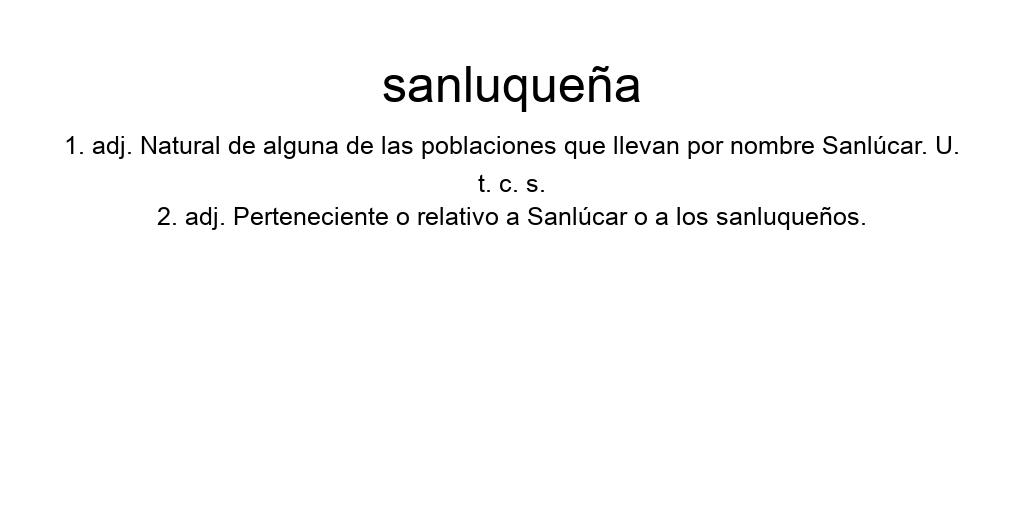 sanluqueña
1. adj. Natural de alguna de las poblaciones que llevan por nombre Sanlúcar. U.
t. c. s.
2. adj. Perteneciente o relativo a Sanlúcar o a los sanluqueños.